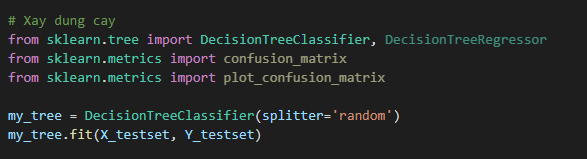 # Xay dung cay
from sklearn.tree import DecisionTreeClassifier, DecisionTreeRegressor
from sklearn.metrics import confusion_matrix
from sklearn.metrics import plot_confusion_matrix
my_tree = DecisionTreeClassifier(splitter='random')
my_tree.fit(X_testset, Y_testset)